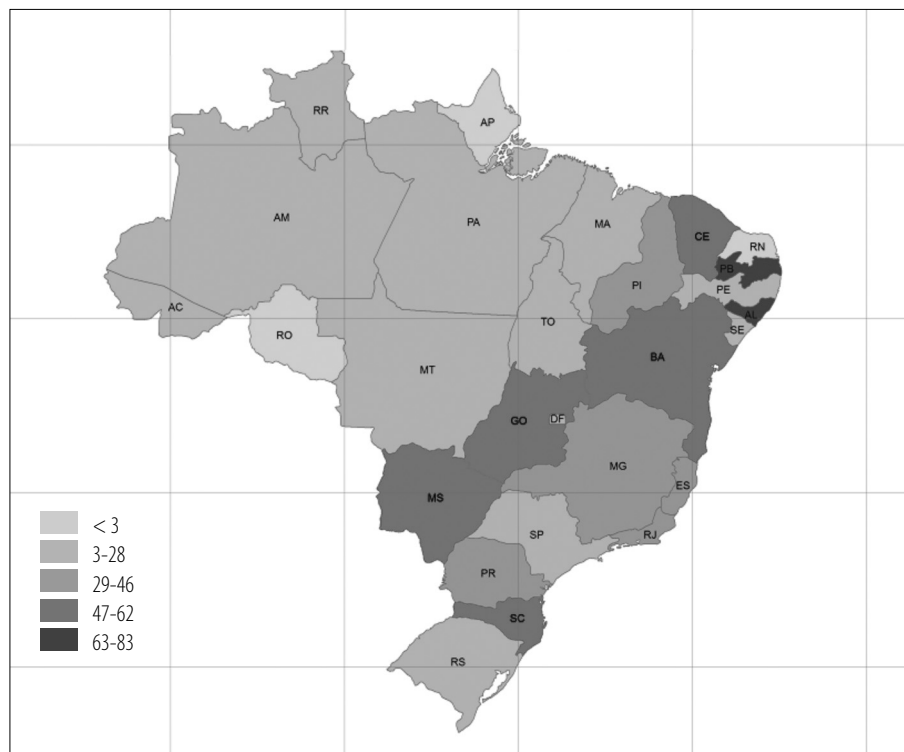 RR
AP
AM
PA
MA
CE
RN
PB
PI
PE
AC
AL
TO
SE
RO
BA
MT
GO
DF
MG
MS
ES
SP
RJ
PR
SC
RS
< 3
3-28
29-46
47-62
63-83